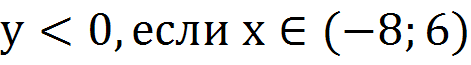 y < 0, если x ∈ (−8; 6)